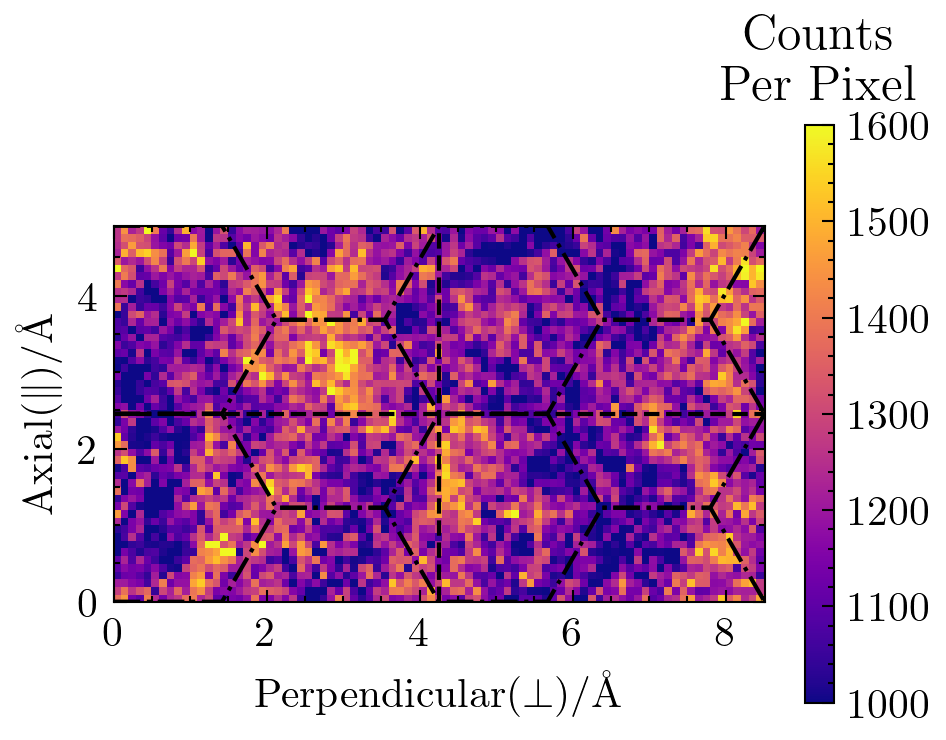 Counts
Per Pixel
1600
1500
1400
1300
1200
1100
1000
Axial(∥)/Å
4
2
0
0 2 4 6 8
Perpendicular(⊥)/Å